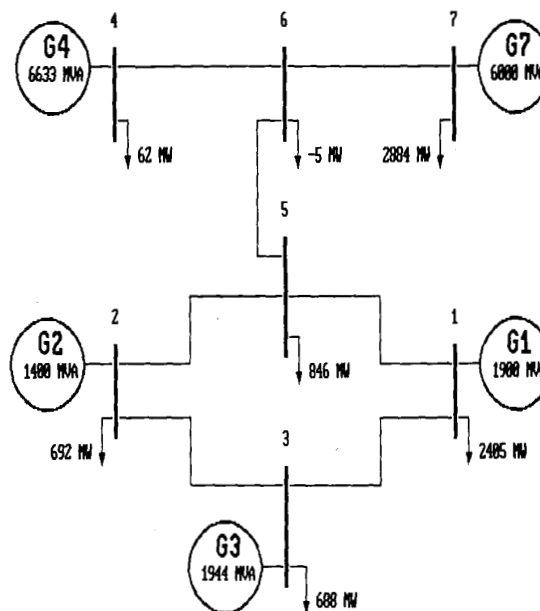 4
6
7
G4
6633 MVA
G7
6000 MVA
62 MW
-5 MW
2884 MW
5
2
1
G2
1400 MVA
G1
1900 MVA
846 MW
692 MW
2405 MW
3
G3
1944 MVA
688 MW